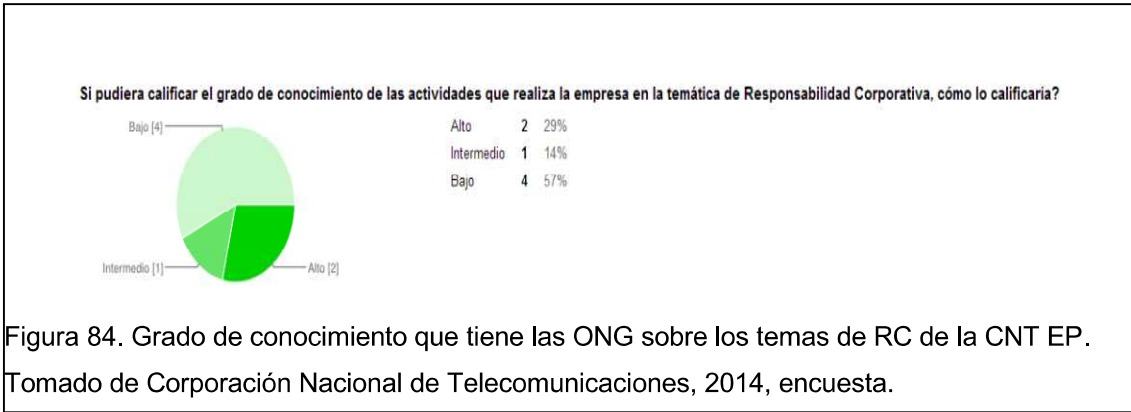 Si pudiera calificar el grado de conocimiento de las actividades que realiza la empresa en la temática de Responsabilidad Corporativa, cómo lo calificaria?
Bajo [4]
Intermedio [1]
Alto [2]
Alto 2 29%
Intermedio 1 14%
Bajo 4 57%
Figura 84. Grado de conocimiento que tiene las ONG sobre los temas de RC de la CNT EP.
Tomado de Corporación Nacional de Telecomunicaciones, 2014, encuesta.